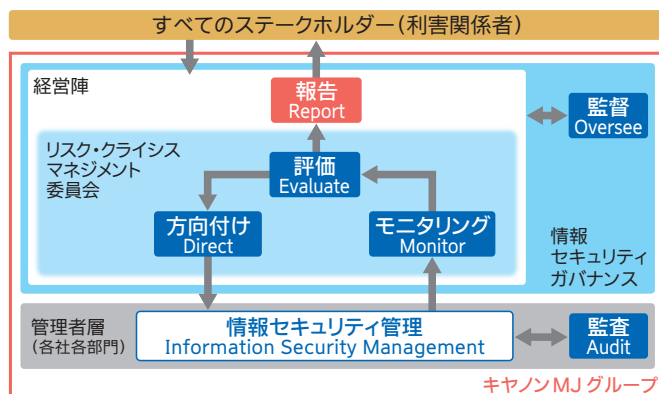 すべてのステークホルダー(利害関係者)
経営陣
報告
Report
監督
Oversee
リスク・クライシス
マネジメント
委員会
評価
Evaluate
方向付け
Direct
モニタリング
Monitor
情報
セキュリティ
ガバナンス
管理者層
(各社各部門)
情報セキュリティ管理
Information Security Management
監査
Audit
キヤノンMJグループ